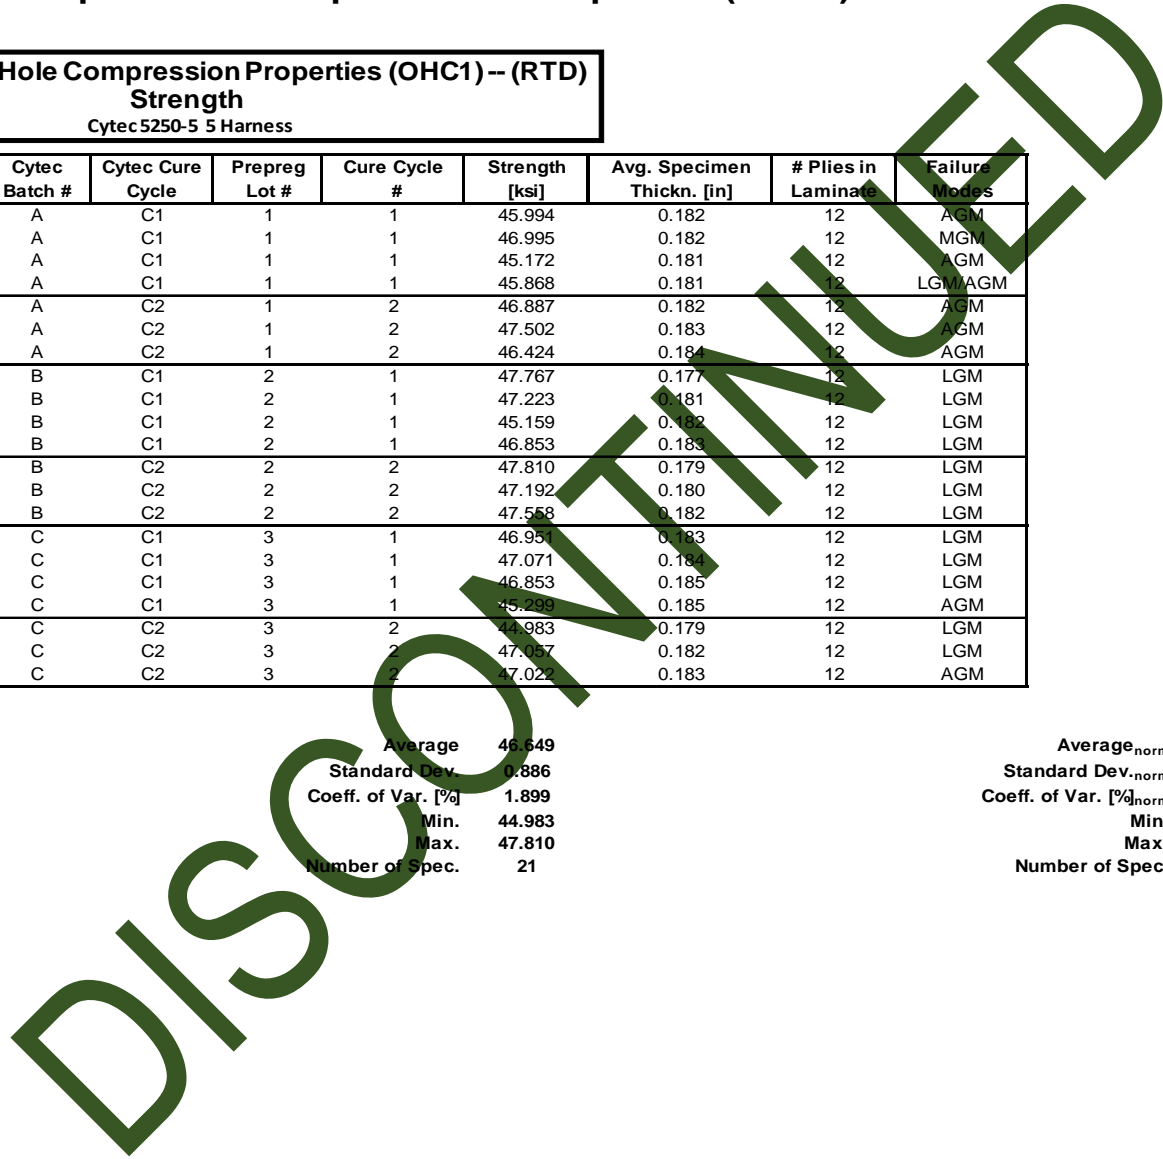 Hole Compression Properties (OHC1) -- (RTD)
Strength
Cytec 5250-5 5 Harness
Cytec Batch # Cytec Cure Cycle Prepreg Lot # Cure Cycle # Strength [ksi] Avg. Specimen Thickn. [in] # Plies in Laminate Failure Modes
A C1 1 1 45.994 0.182 12 AGM
A C1 1 1 46.995 0.182 12 MGM
A C1 1 1 45.172 0.181 12 AGM
A C1 1 1 45.868 0.181 12 LGM/AGM
A C2 1 2 46.887 0.182 12 AGM
A C2 1 2 47.502 0.183 12 AGM
A C2 1 2 46.424 0.184 12 AGM
B C1 2 1 47.767 0.177 12 LGM
B C1 2 1 47.223 0.181 12 LGM
B C1 2 1 45.159 0.182 12 LGM
B C1 2 1 46.853 0.183 12 LGM
B C2 2 2 47.810 0.179 12 LGM
B C2 2 2 47.192 0.180 12 LGM
B C2 2 2 47.558 0.182 12 LGM
C C1 3 1 46.951 0.183 12 LGM
C C1 3 1 47.071 0.184 12 LGM
C C1 3 1 46.853 0.185 12 LGM
C C1 3 1 45.299 0.185 12 AGM
C C2 3 2 44.983 0.179 12 LGM
C C2 3 2 47.057 0.182 12 LGM
C C2 3 2 47.022 0.183 12 AGM
Average 46.649 Average norm
Standard Dev. 0.886 Standard Dev. norm
Coeff. of Var. [%] 1.899 Coeff. of Var. [%] norm
Min. 44.983 Min
Max. 47.810 Max
Number of Spec. 21 Number of Spec
DISCONTINUED